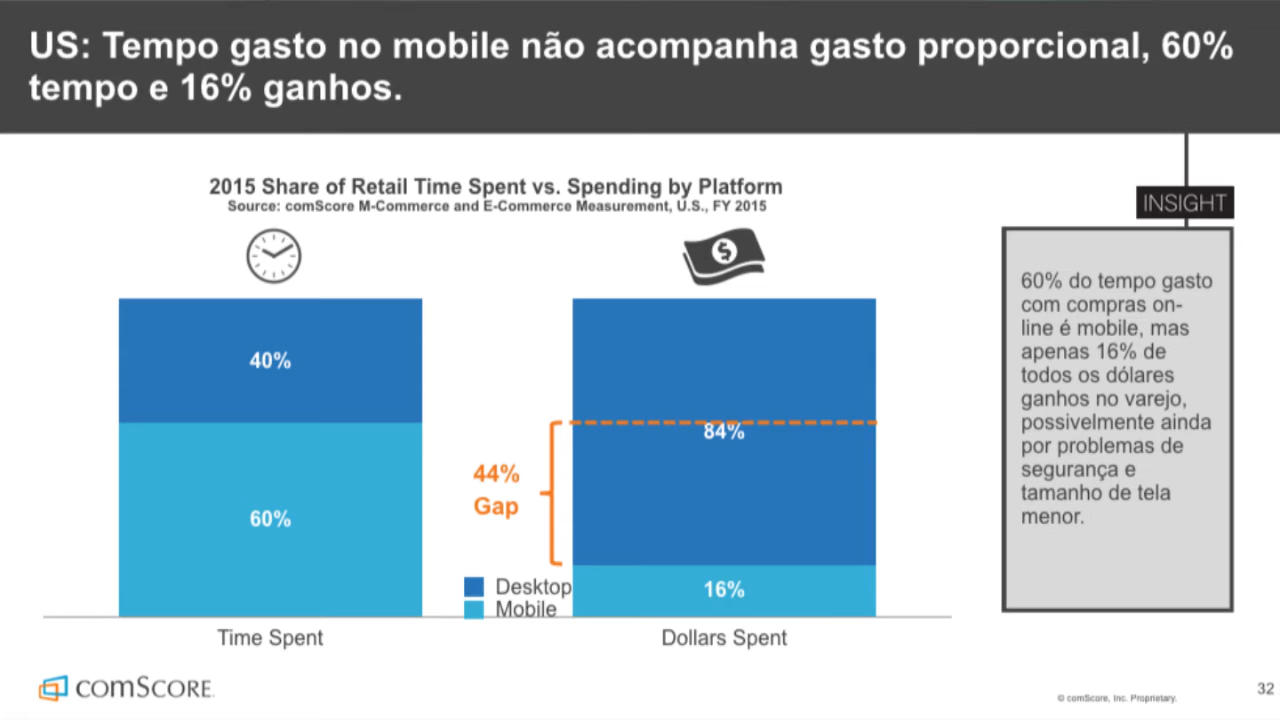 US: Tempo gasto no mobile não acompanha gasto proporcional, 60%
tempo e 16% ganhos.
2015 Share of Retail Time Spent vs. Spending by Platform
Source: comScore M-Commerce and E-Commerce Measurement, U.S., FY 2015
INSIGHT
$
40%
60%
84%
16%
44%
Gap
Desktop
Mobile
Time Spent
Dollars Spent
60% do tempo gasto
com compras on-
line é mobile, mas
apenas 16% de
todos os dólares
ganhos no varejo,
possivelmente ainda
por problemas de
segurança e
tamanho de tela
menor.
comSCORE.
© comScore, Inc. Proprietary.
32